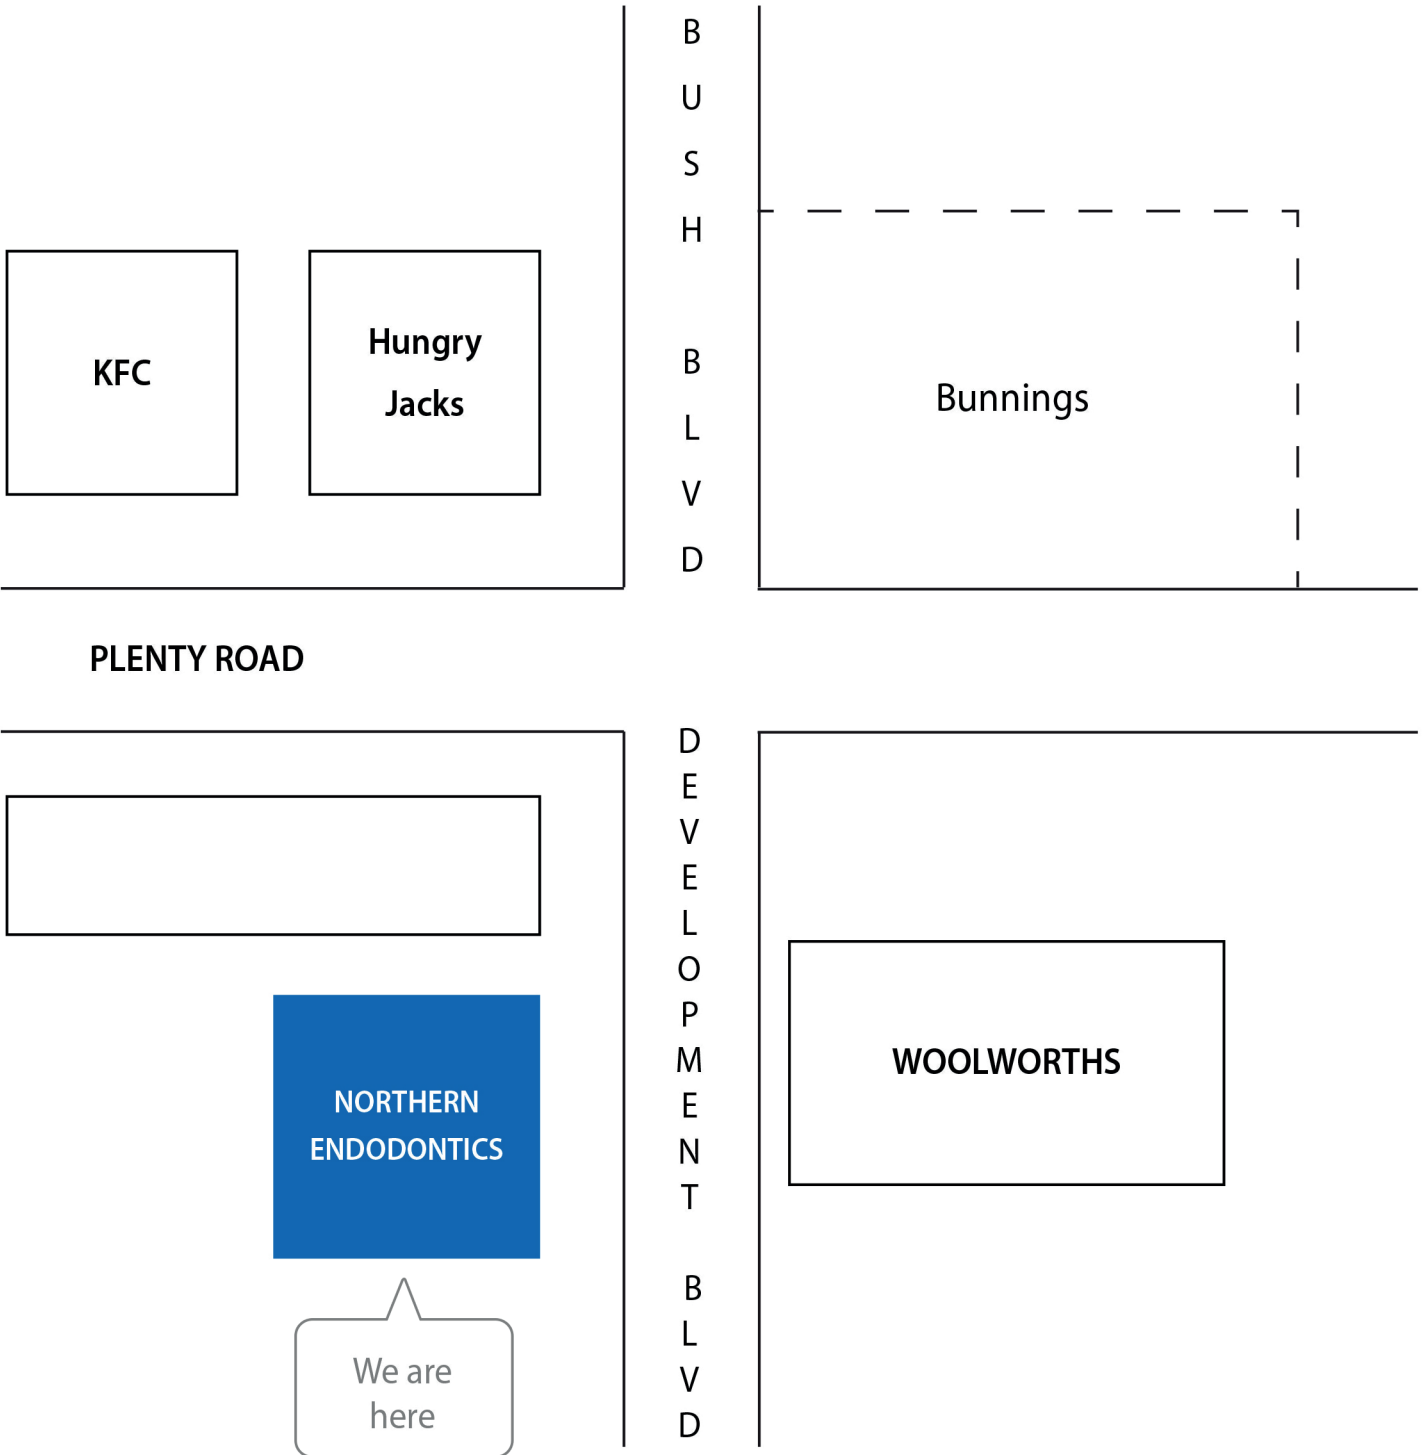 BUSH BLVD
KFC
Hungry
Jacks
Bunnings
PLENTY ROAD
DEVELOPMENT BLVD
WOOLWORTHS
NORTHERN
ENDODONTICS
We are
here